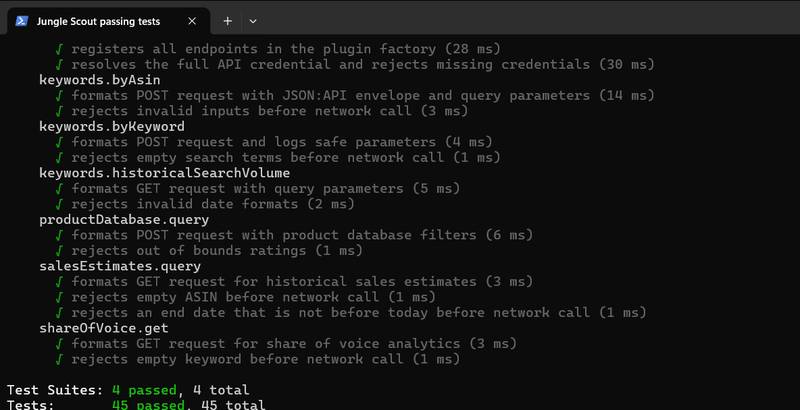 Jungle Scout passing tests
√ registers all endpoints in the plugin factory (28 ms)
√ resolves the full API credential and rejects missing credentials (30 ms)
keywords.byAsin
√ formats POST request with JSON:API envelope and query parameters (14 ms)
√ rejects invalid inputs before network call (3 ms)
keywords.byKeyword
√ formats POST request and logs safe parameters (4 ms)
√ rejects empty search terms before network call (1 ms)
keywords.historicalSearchVolume
√ formats GET request with query parameters (5 ms)
√ rejects invalid date formats (2 ms)
productDatabase.query
√ formats POST request with product database filters (6 ms)
√ rejects out of bounds ratings (1 ms)
salesEstimates.query
√ formats GET request for historical sales estimates (3 ms)
√ rejects empty ASIN before network call (1 ms)
√ rejects an end date that is not before today before network call (1 ms)
shareOfVoice.get
√ formats GET request for share of voice analytics (3 ms)
√ rejects empty keyword before network call (1 ms)
Test Suites: 4 passed, 4 total
Tests: 45 passed, 45 total